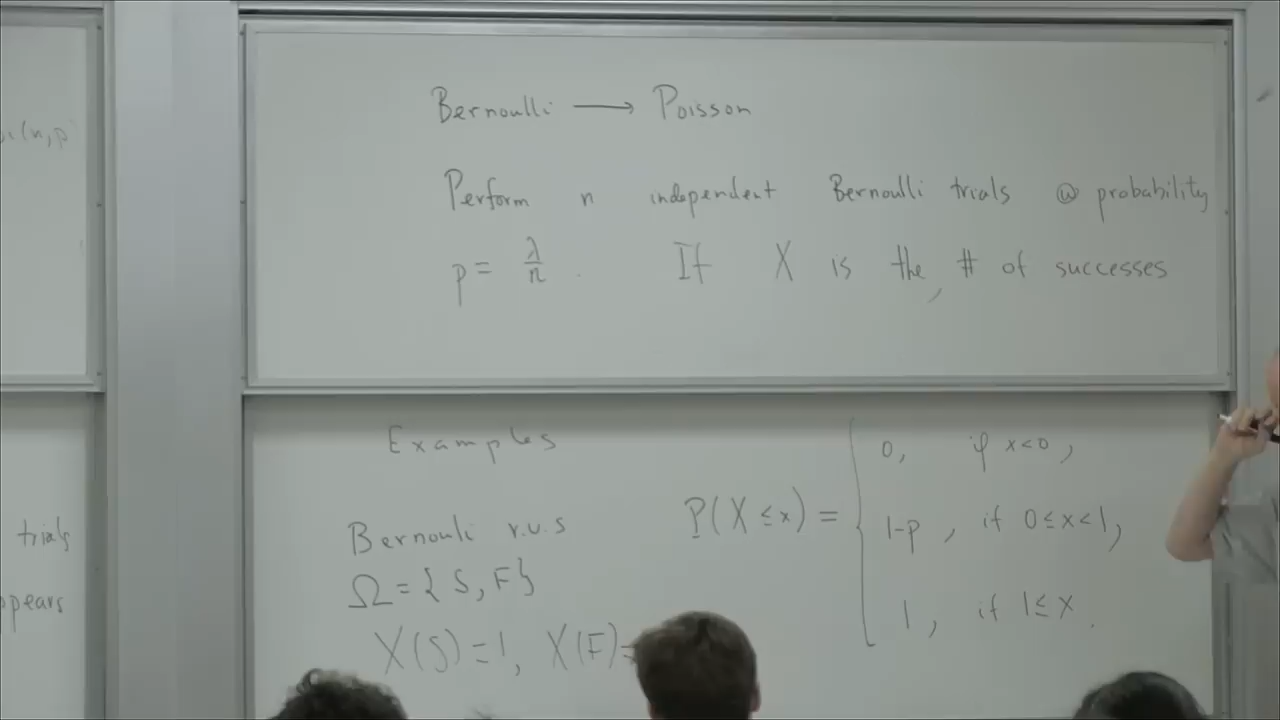 Bernoulli → Poisson
Perform n independent Bernoulli trials @ probability
p = λ/n . If X is the, # of successes
Examples
Bernouli r.v.s
Ω = { S, F }
X(S) = 1, X(F) =
P(X ≤ x) = { 0, if x<0,
1-p, if 0≤x<1,
1, if 1≤x.
(n,p)
trials
ppears